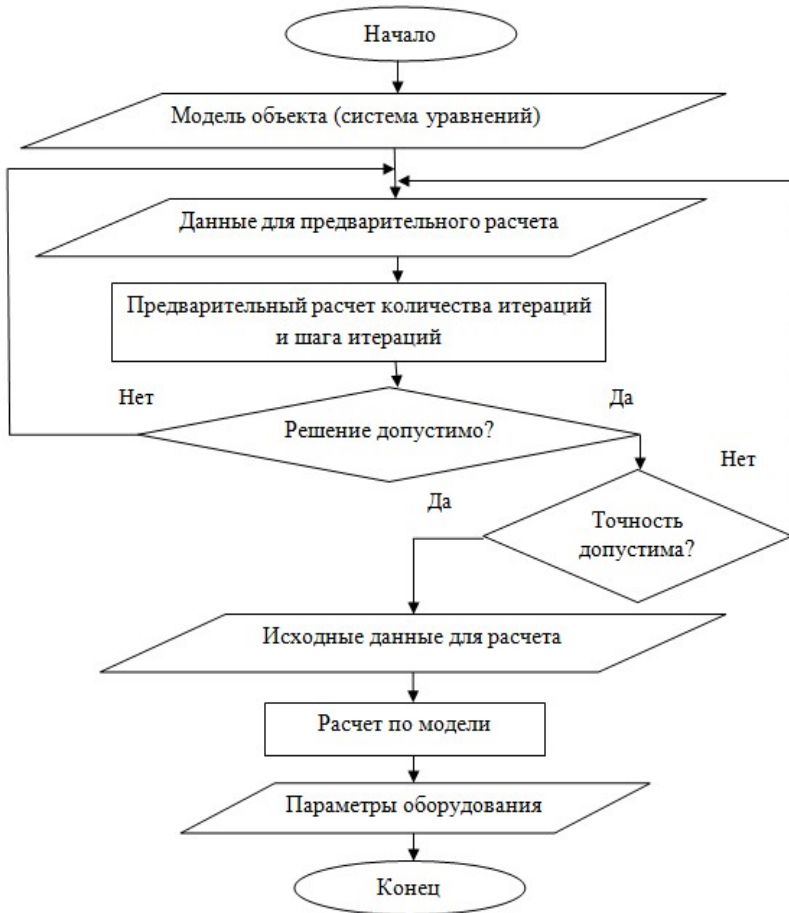 Начало
Модель объекта (система уравнений)
Данные для предварительного расчета
Предварительный расчет количества итераций
и шага итераций
Нет
Да
Решение допустимо?
Нет
Да
Точность
допустима?
Исходные данные для расчета
Расчет по модели
Параметры оборудования
Конец